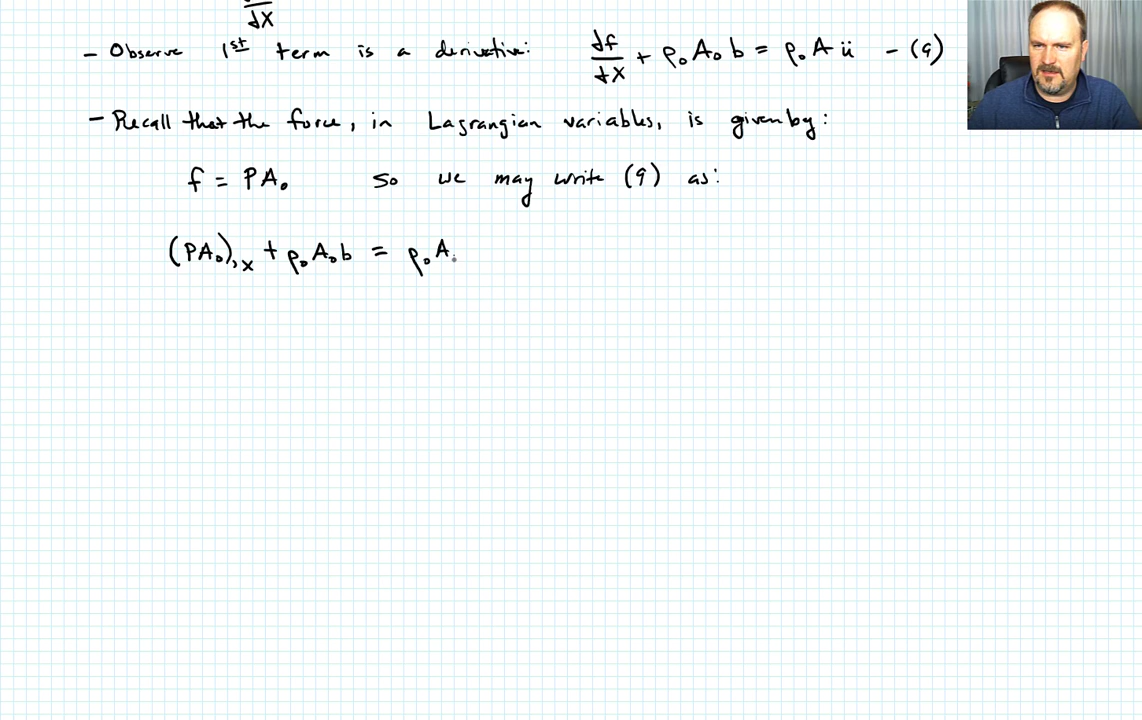 dX
- Observe 1st term is a derivative: df/dX + ρ₀A₀b = ρ₀Aü - (9)
- Recall that the force, in Lagrangian variables, is given by:
f = PA₀ so we may write (9) as:
(PA₀),x + ρ₀A₀b = ρ₀A